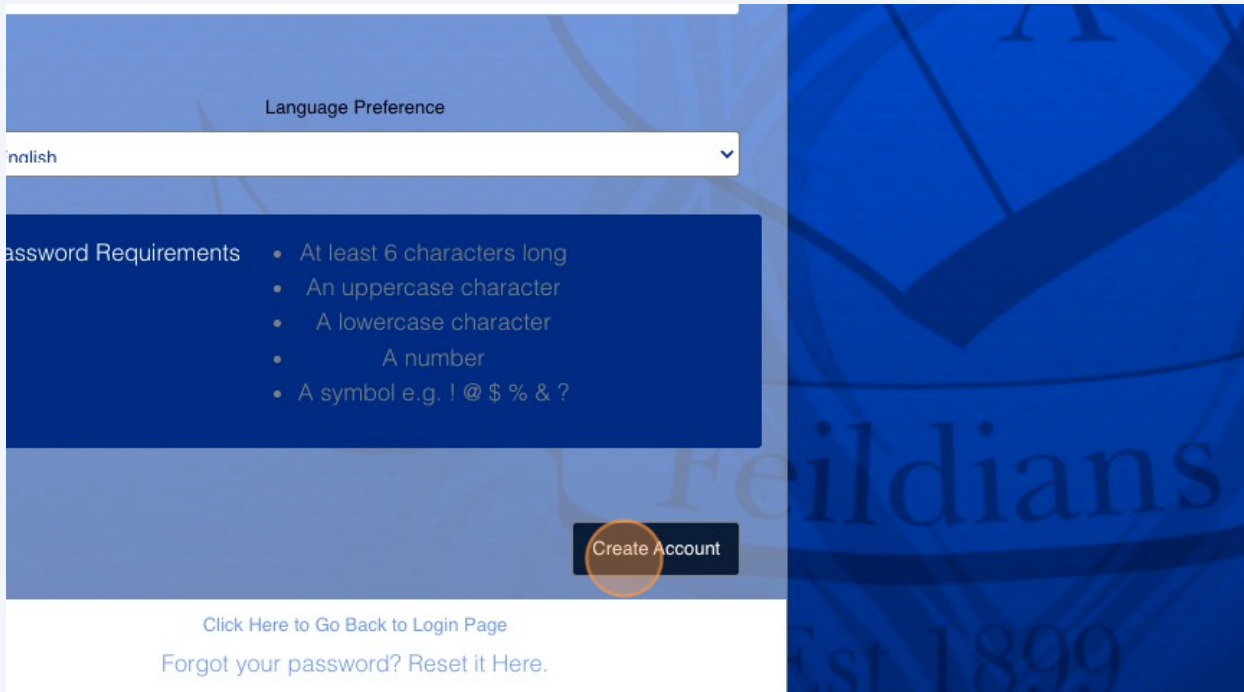 A
Language Preference
English
assword Requirements
• At least 6 characters long
• An uppercase character
• A lowercase character
• A number
• A symbol e.g. ! @ $ % & ?
Feildians
Create Account
Est 1899
Click Here to Go Back to Login Page
Forgot your password? Reset it Here.